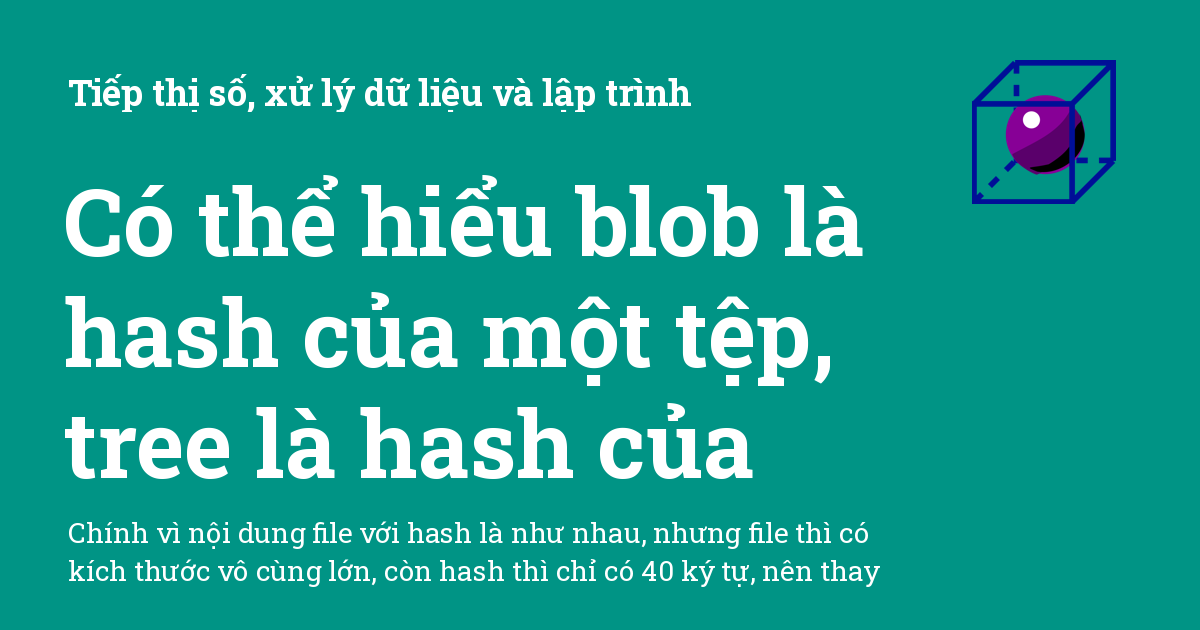 Tiếp thị số, xử lý dữ liệu và lập trình
Có thể hiểu blob là
hash của một tệp,
tree là hash của
Chính vì nội dung file với hash là như nhau, nhưng file thì có
kích thước vô cùng lớn, còn hash thì chỉ có 40 ký tự, nên thay